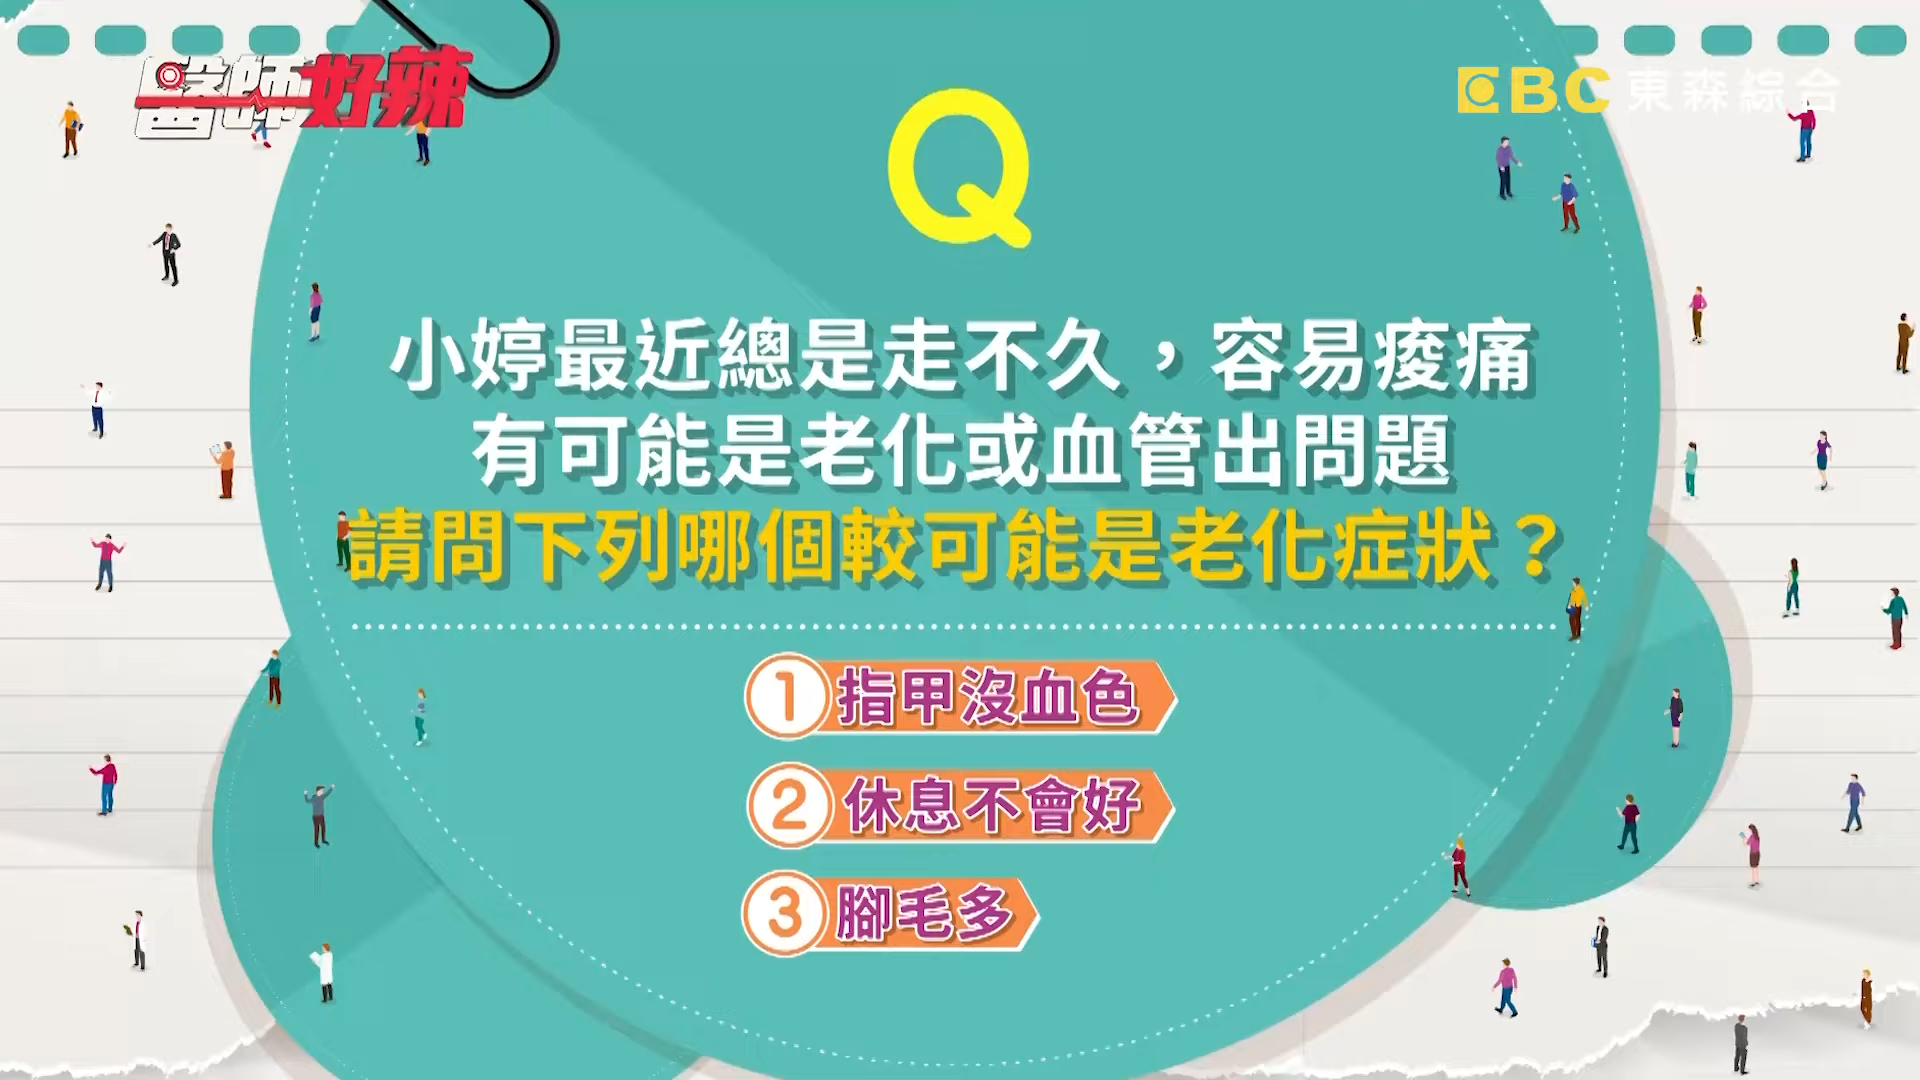 醫師好辣
EBC 東森綜合
Q
小婷最近總是走不久，容易痠痛
有可能是老化或血管出問題
請問下列哪個較可能是老化症狀？
1 指甲沒血色
2 休息不會好
3 腳毛多